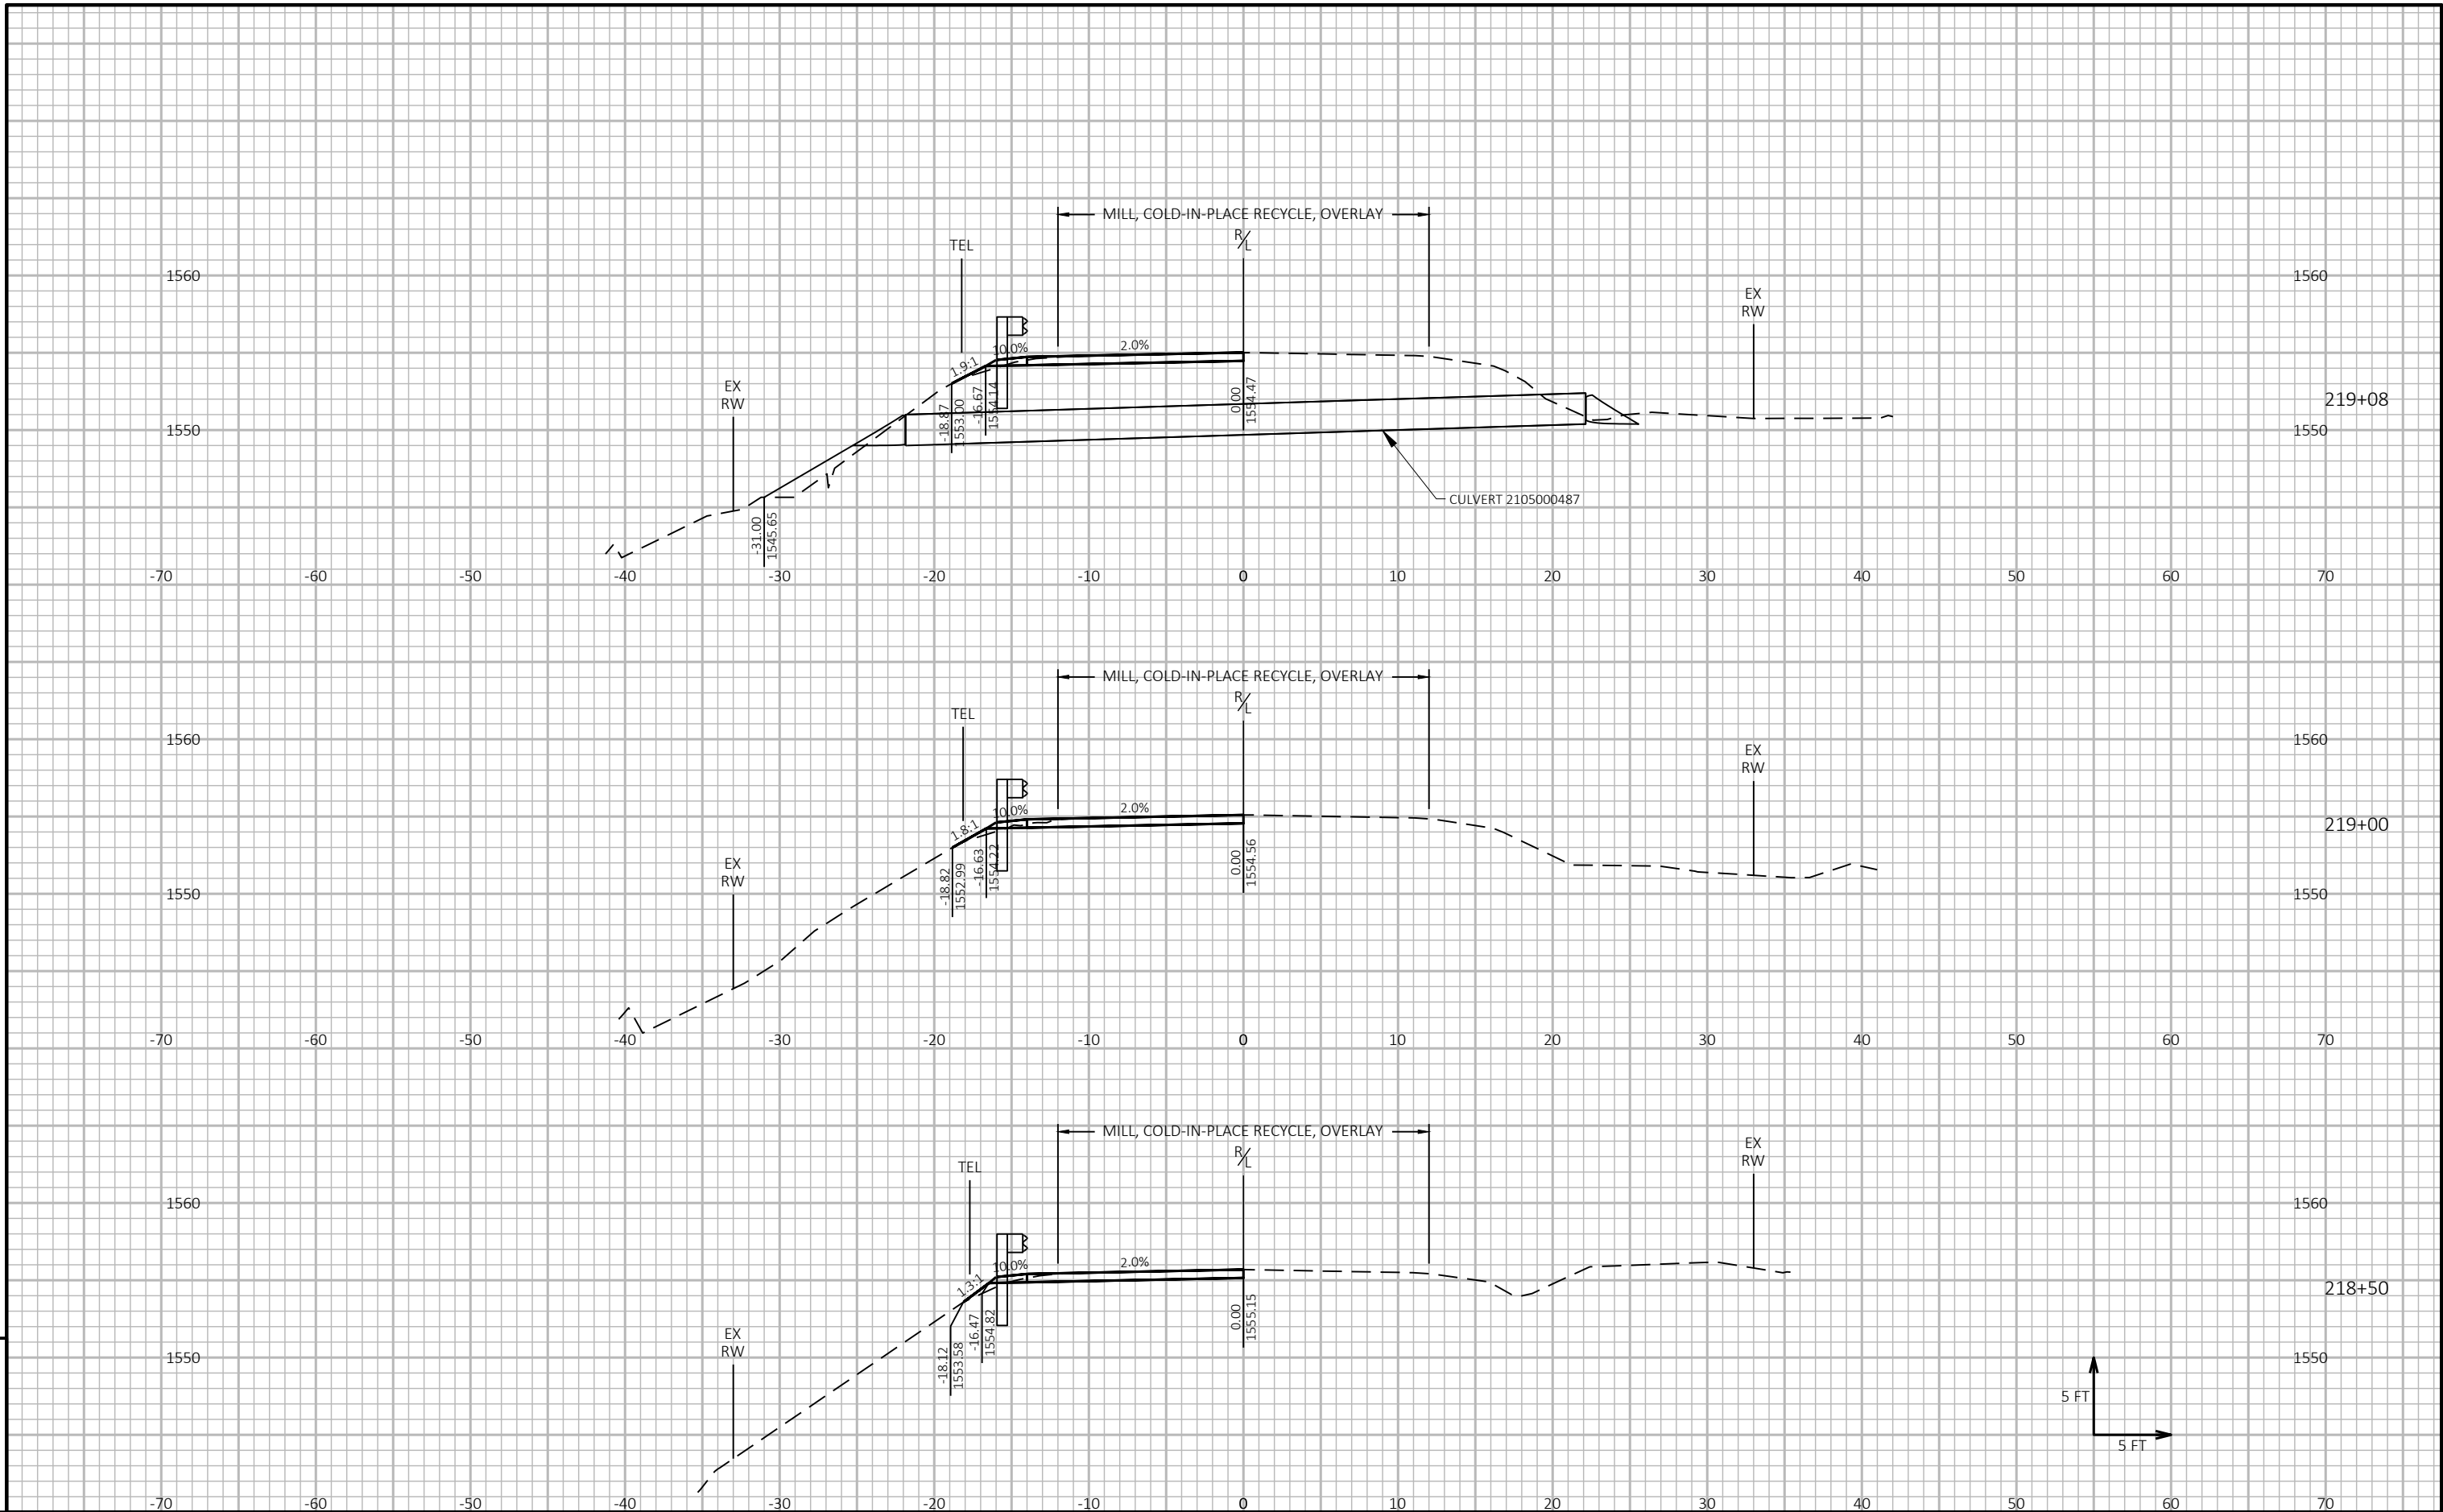 MILL, COLD-IN-PLACE RECYCLE, OVERLAY
R/L
TEL
1560 1560
EX
RW
10.0% 2.0%
1.9:1
EX
RW
219+08
-18.87
1553.00
-16.67
1554.14
0.00
1554.47
1550 1550
CULVERT 2105000487
-31.00
1545.65
-70 -60 -50 -40 -30 -20 -10 0 10 20 30 40 50 60 70
MILL, COLD-IN-PLACE RECYCLE, OVERLAY
R/L
TEL
1560 1560
EX
RW
10.0% 2.0%
1.8:1
219+00
EX
RW
-18.82
1552.99
-16.63
1554.22
0.00
1554.56
1550 1550
-70 -60 -50 -40 -30 -20 -10 0 10 20 30 40 50 60 70
MILL, COLD-IN-PLACE RECYCLE, OVERLAY
R/L
EX
RW
TEL
1560 1560
10.0% 2.0%
1.3:1
218+50
EX
RW
-18.12
1553.58
-16.47
1554.82
0.00
1555.15
1550 1550
5 FT
5 FT
-70 -60 -50 -40 -30 -20 -10 0 10 20 30 40 50 60 70